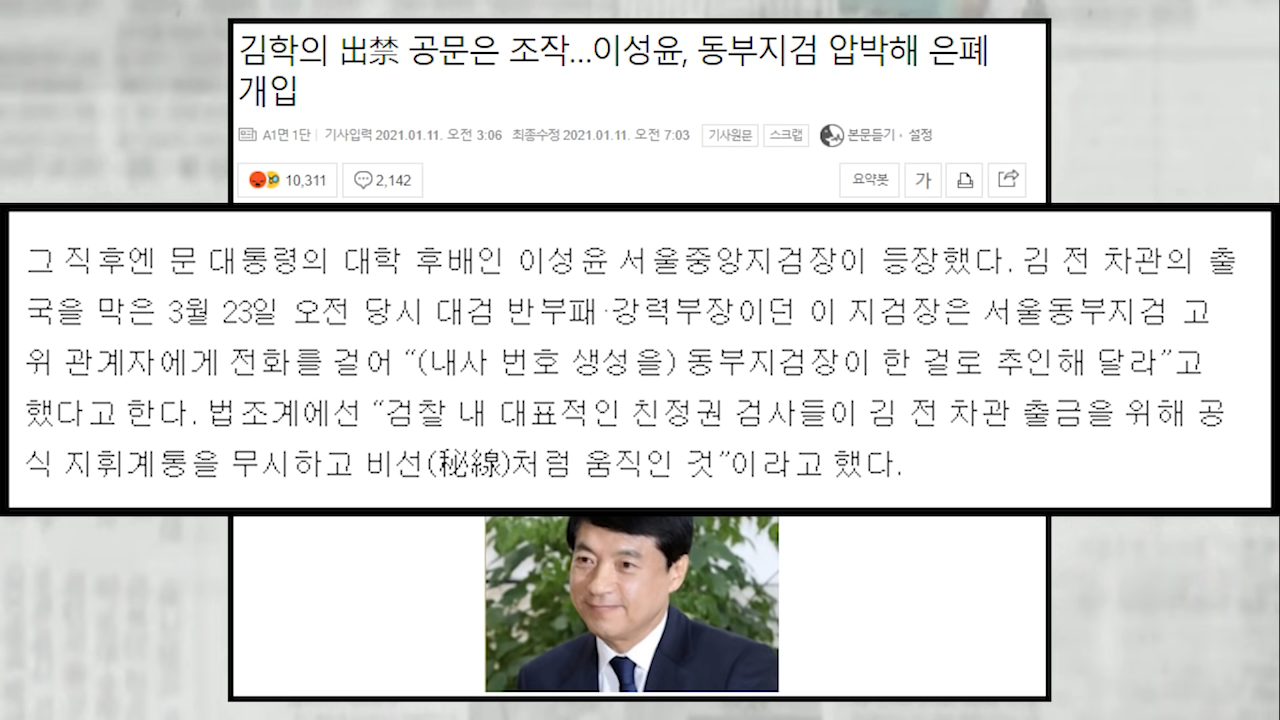 김학의 出禁 공문은 조작...이성윤, 동부지검 압박해 은폐
개입
A1면 1단 기사입력 2021.01.11. 오전 3:06 최종수정 2021.01.11. 오전 7:03 기사원문 스크랩 본문듣기 · 설정
10,311 2,142 요약봇 가
그 직후엔 문 대통령의 대학 후배인 이성윤 서울중앙지검장이 등장했다. 김 전 차관의 출
국을 막은 3월 23일 오전 당시 대검 반부패·강력부장이던 이 지검장은 서울동부지검 고
위 관계자에게 전화를 걸어 “(내사 번호 생성을) 동부지검장이 한 걸로 추인해 달라”고
했다고 한다. 법조계에선 “검찰 내 대표적인 친정권 검사들이 김 전 차관 출금을 위해 공
식 지휘계통을 무시하고 비선(秘線)처럼 움직인 것”이라고 했다.